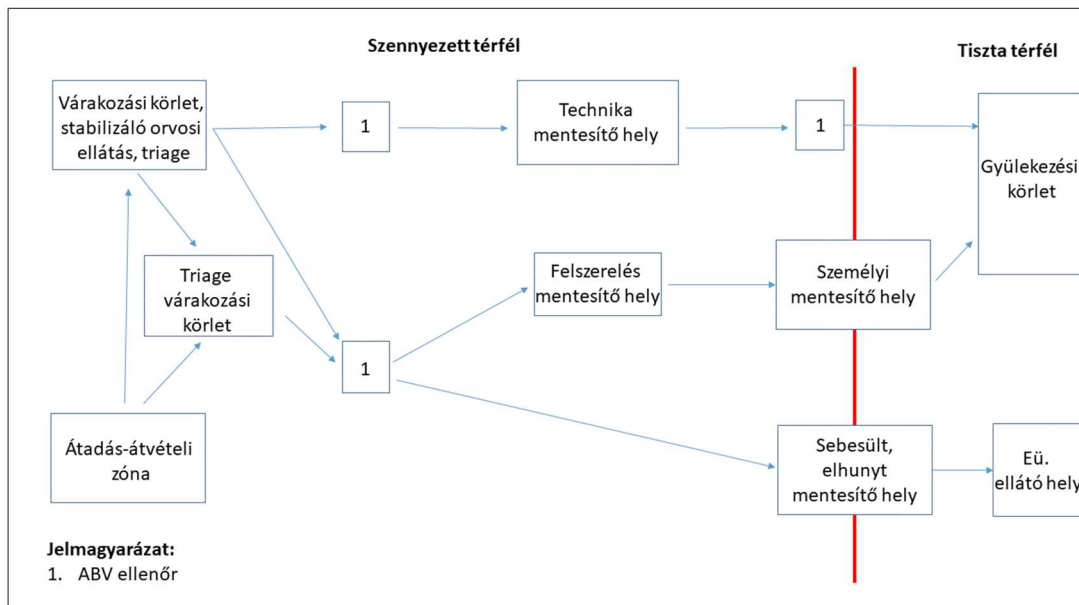 Szennyezett térfél
Tiszta térfél
Várakozási körlet,
stabilizáló orvosi
ellátás, triage
1
Technika
mentesítő hely
1
Gyülekezési
körlet
Triage
várakozási
körlet
Felszerelés
mentesítő hely
Személyi
mentesítő hely
1
Átadás-átvételi
zóna
Sebesült,
elhunyt
mentesítő hely
Eü.
ellátó hely
Jelmagyarázat:
1. ABV ellenőr